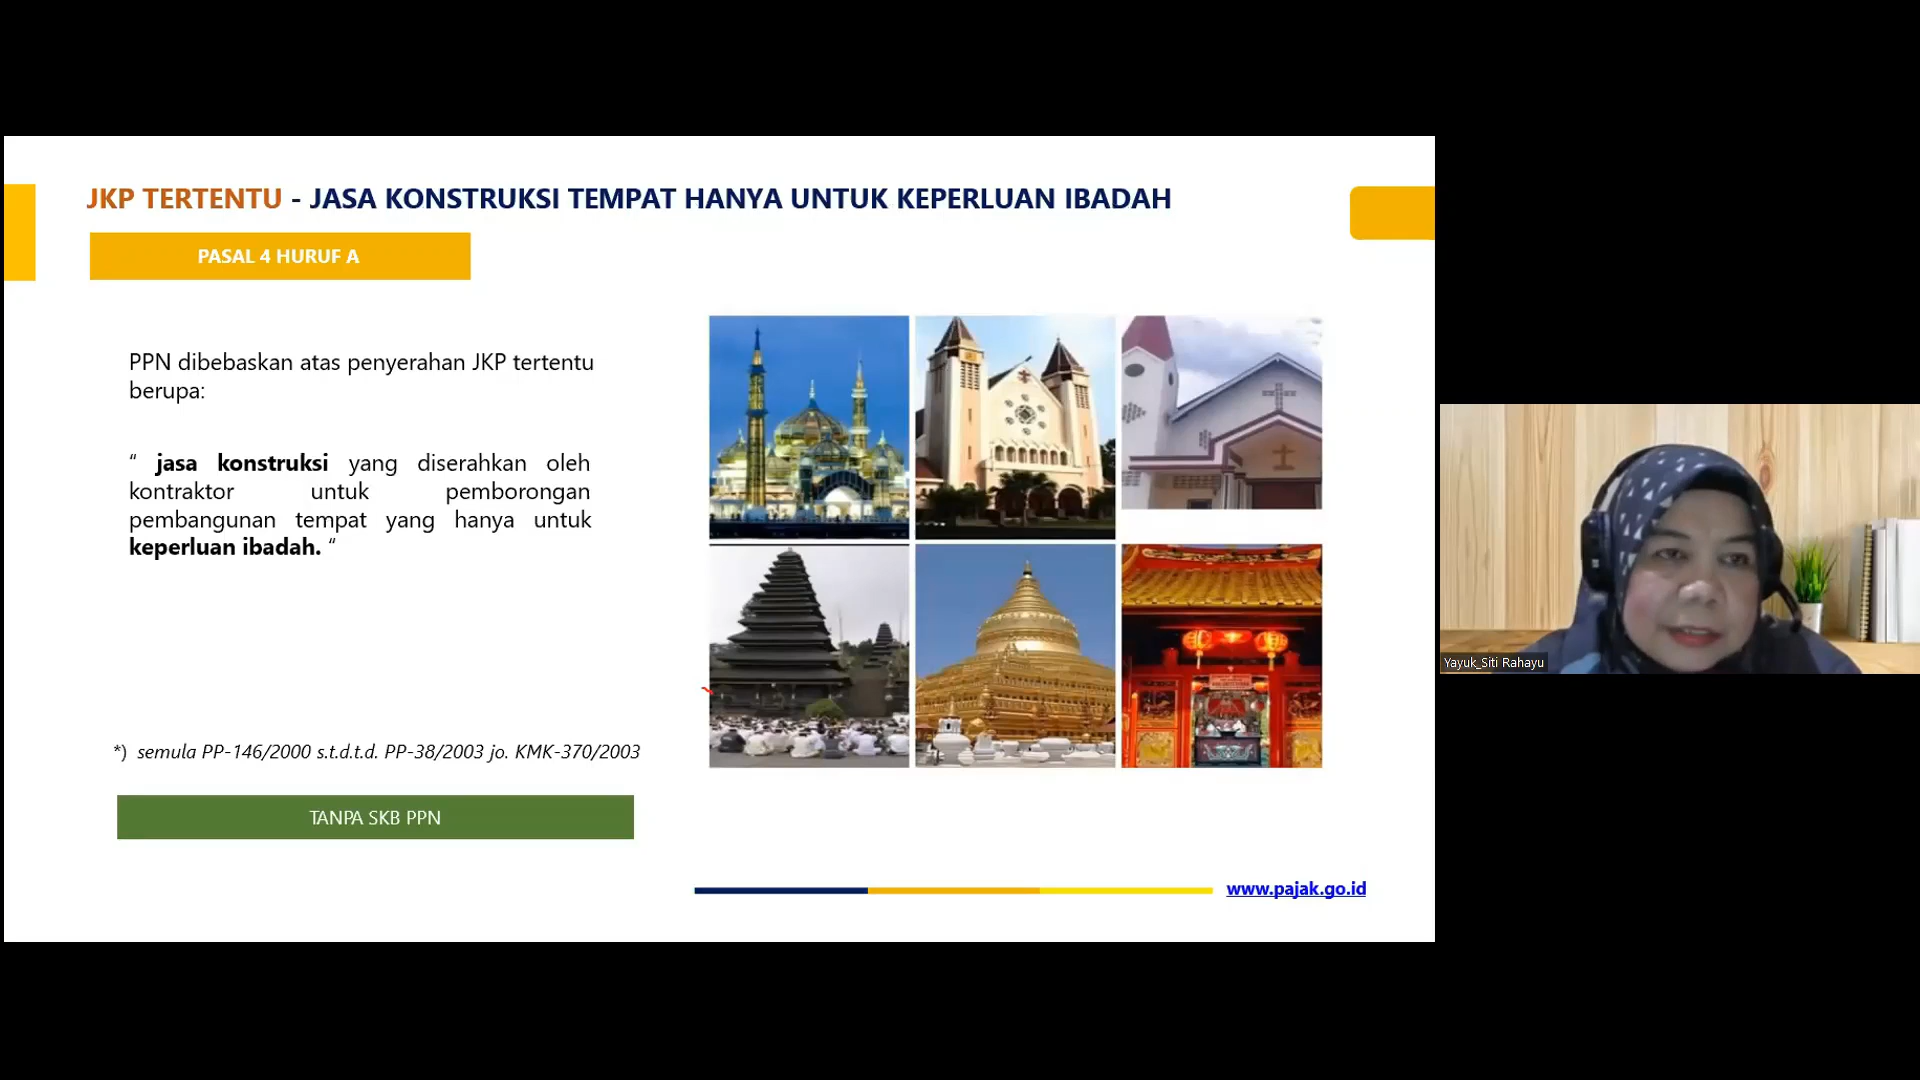 JKP TERTENTU - JASA KONSTRUKSI TEMPAT HANYA UNTUK KEPERLUAN IBADAH
PASAL 4 HURUF A
PPN dibebaskan atas penyerahan JKP tertentu
berupa:
“ jasa konstruksi yang diserahkan oleh
kontraktor untuk pemborongan
pembangunan tempat yang hanya untuk
keperluan ibadah. “
*) semula PP-146/2000 s.t.d.t.d. PP-38/2003 jo. KMK-370/2003
TANPA SKB PPN
www.pajak.go.id
Yayuk_Siti Rahayu